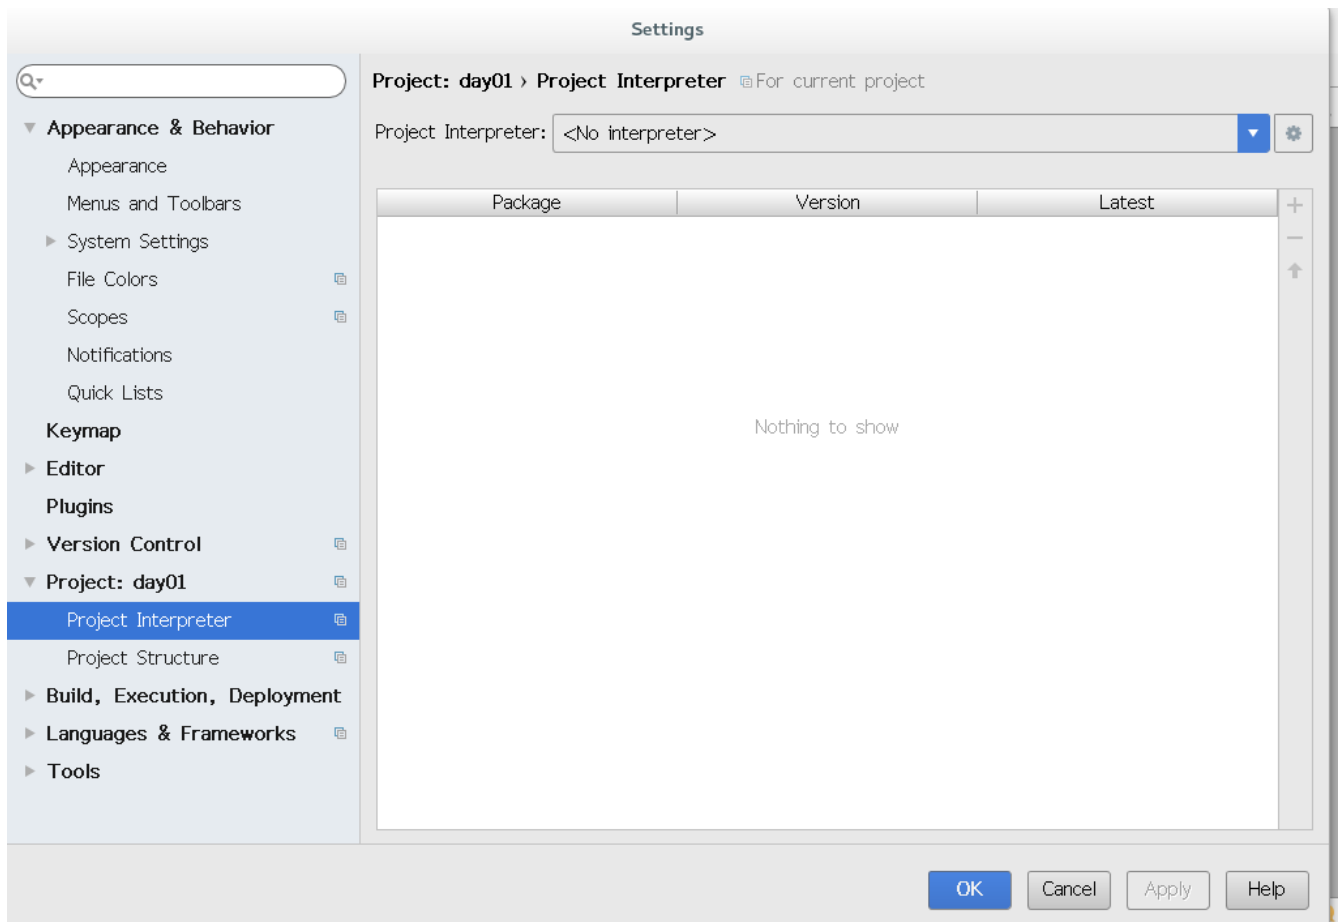 Settings
Appearance & Behavior
Appearance
Menus and Toolbars
System Settings
File Colors
Scopes
Notifications
Quick Lists
Keymap
Editor
Plugins
Version Control
Project: day01
Project Interpreter
Project Structure
Build, Execution, Deployment
Languages & Frameworks
Tools
Project: day01 › Project Interpreter For current project
Project Interpreter: <No interpreter>
Package Version Latest
Nothing to show
OK Cancel Apply Help